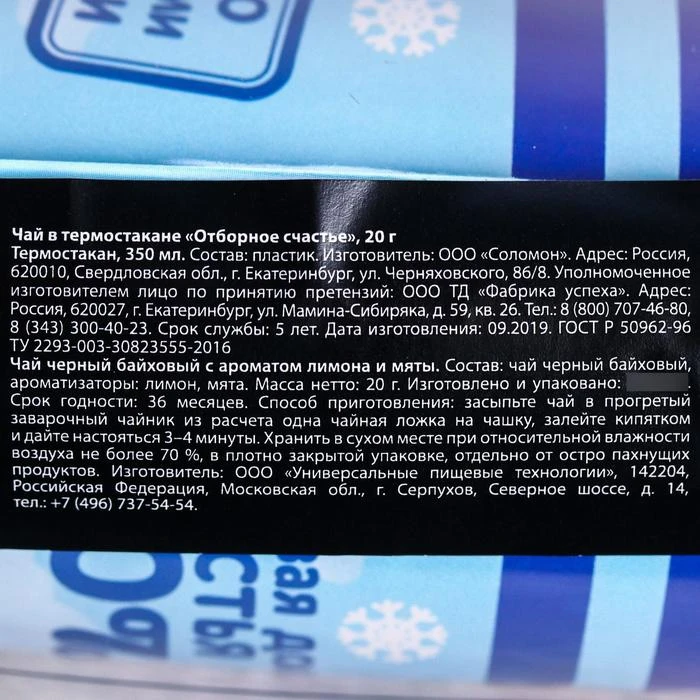 Чай в термостакане «Отборное счастье», 20 г
Термостакан, 350 мл. Состав: пластик. Изготовитель: ООО «Соломон». Адрес: Россия,
620010, Свердловская обл., г. Екатеринбург, ул. Черняховского, 86/8. Уполномоченное
изготовителем лицо по принятию претензий: ООО ТД «Фабрика успеха». Адрес:
Россия, 620027, г. Екатеринбург, ул. Мамина-Сибиряка, д. 59, кв. 26. Тел.: 8 (800) 707-46-80,
8 (343) 300-40-23. Срок службы: 5 лет. Дата изготовления: 09.2019. ГОСТ Р 50962-96
ТУ 2293-003-30823555-2016
Чай черный байховый с ароматом лимона и мяты. Состав: чай черный байховый,
ароматизаторы: лимон, мята. Масса нетто: 20 г. Изготовлено и упаковано:
Срок годности: 36 месяцев. Способ приготовления: засыпьте чай в прогретый
заварочный чайник из расчета одна чайная ложка на чашку, залейте кипятком
и дайте настояться 3–4 минуты. Хранить в сухом месте при относительной влажности
воздуха не более 70 %, в плотно закрытой упаковке, отдельно от остро пахнущих
продуктов. Изготовитель: ООО «Универсальные пищевые технологии», 142204,
Российская Федерация, Московская обл., г. Серпухов, Северное шоссе, д. 14,
тел.: +7 (496) 737-54-54.